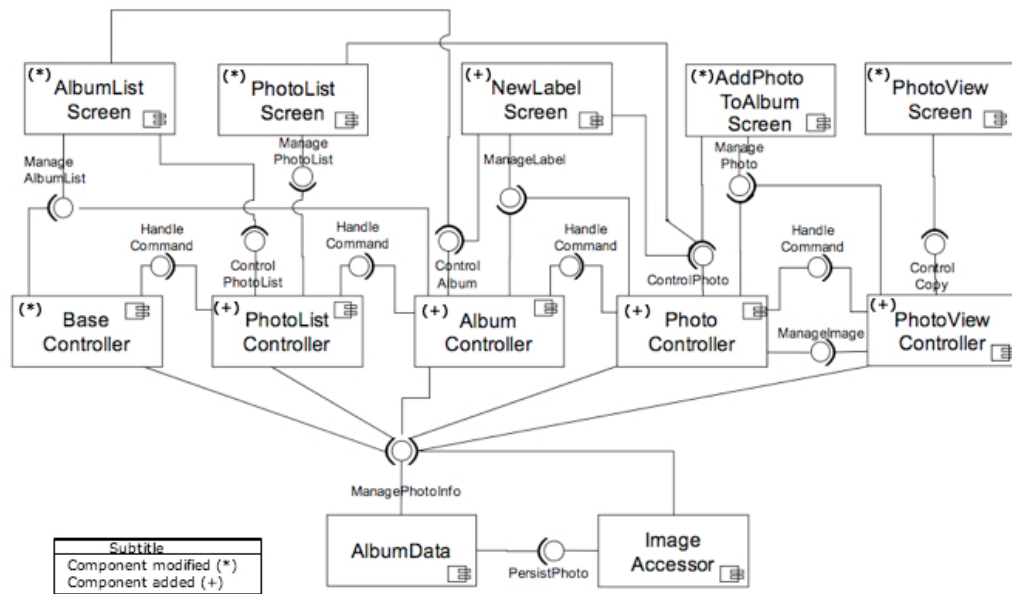 (*) AlbumList
Screen
(*) PhotoList
Screen
(+) NewLabel
Screen
(*) AddPhoto
ToAlbum
Screen
(*) PhotoView
Screen
Manage
AlbumList
Manage
PhotoList
ManageLabel
Manage
Photo
Handle
Command
Control
PhotoList
Handle
Command
Control
Album
Handle
Command
ControlPhoto
Handle
Command
Control
Copy
(*) Base
Controller
(+) PhotoList
Controller
(+) Album
Controller
(+) Photo
Controller
ManageImage
(+) PhotoView
Controller
ManagePhotoInfo
AlbumData
PersistPhoto
Image
Accessor
Subtitle
Component modified (*)
Component added (+)